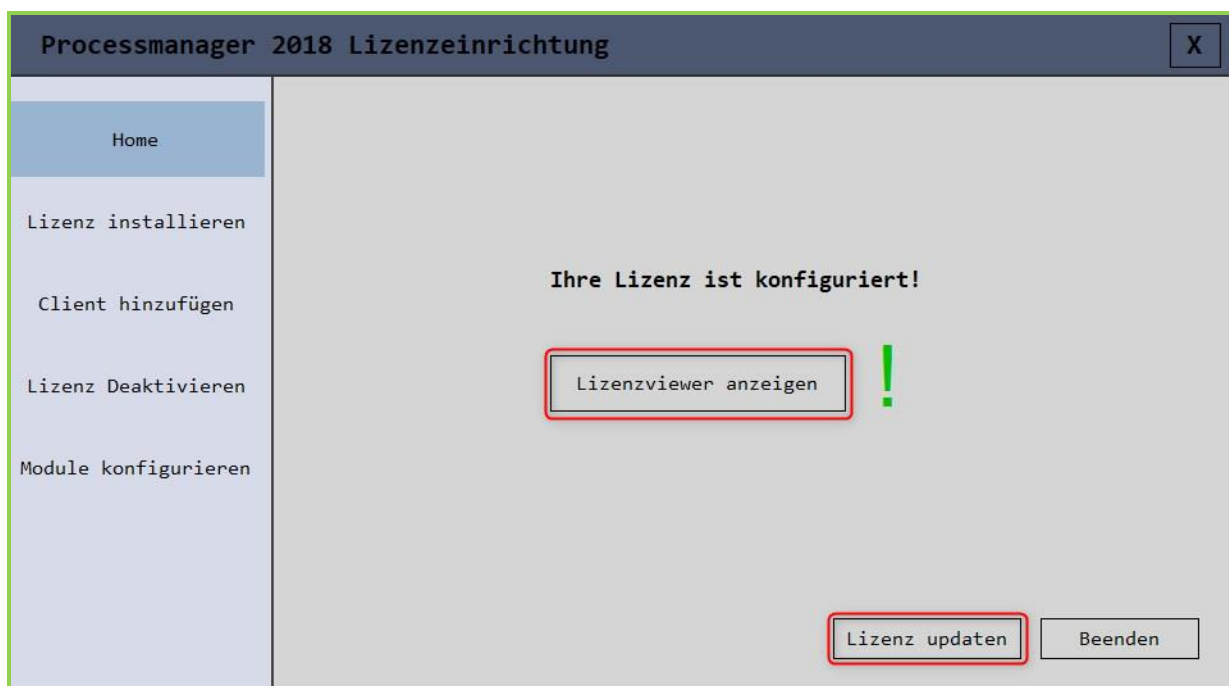 Processmanager 2018 Lizenzeinrichtung
X
Home
Lizenz installieren
Client hinzufügen
Lizenz Deaktivieren
Module konfigurieren
Ihre Lizenz ist konfiguriert!
Lizenzviewer anzeigen
!
Lizenz updaten
Beenden